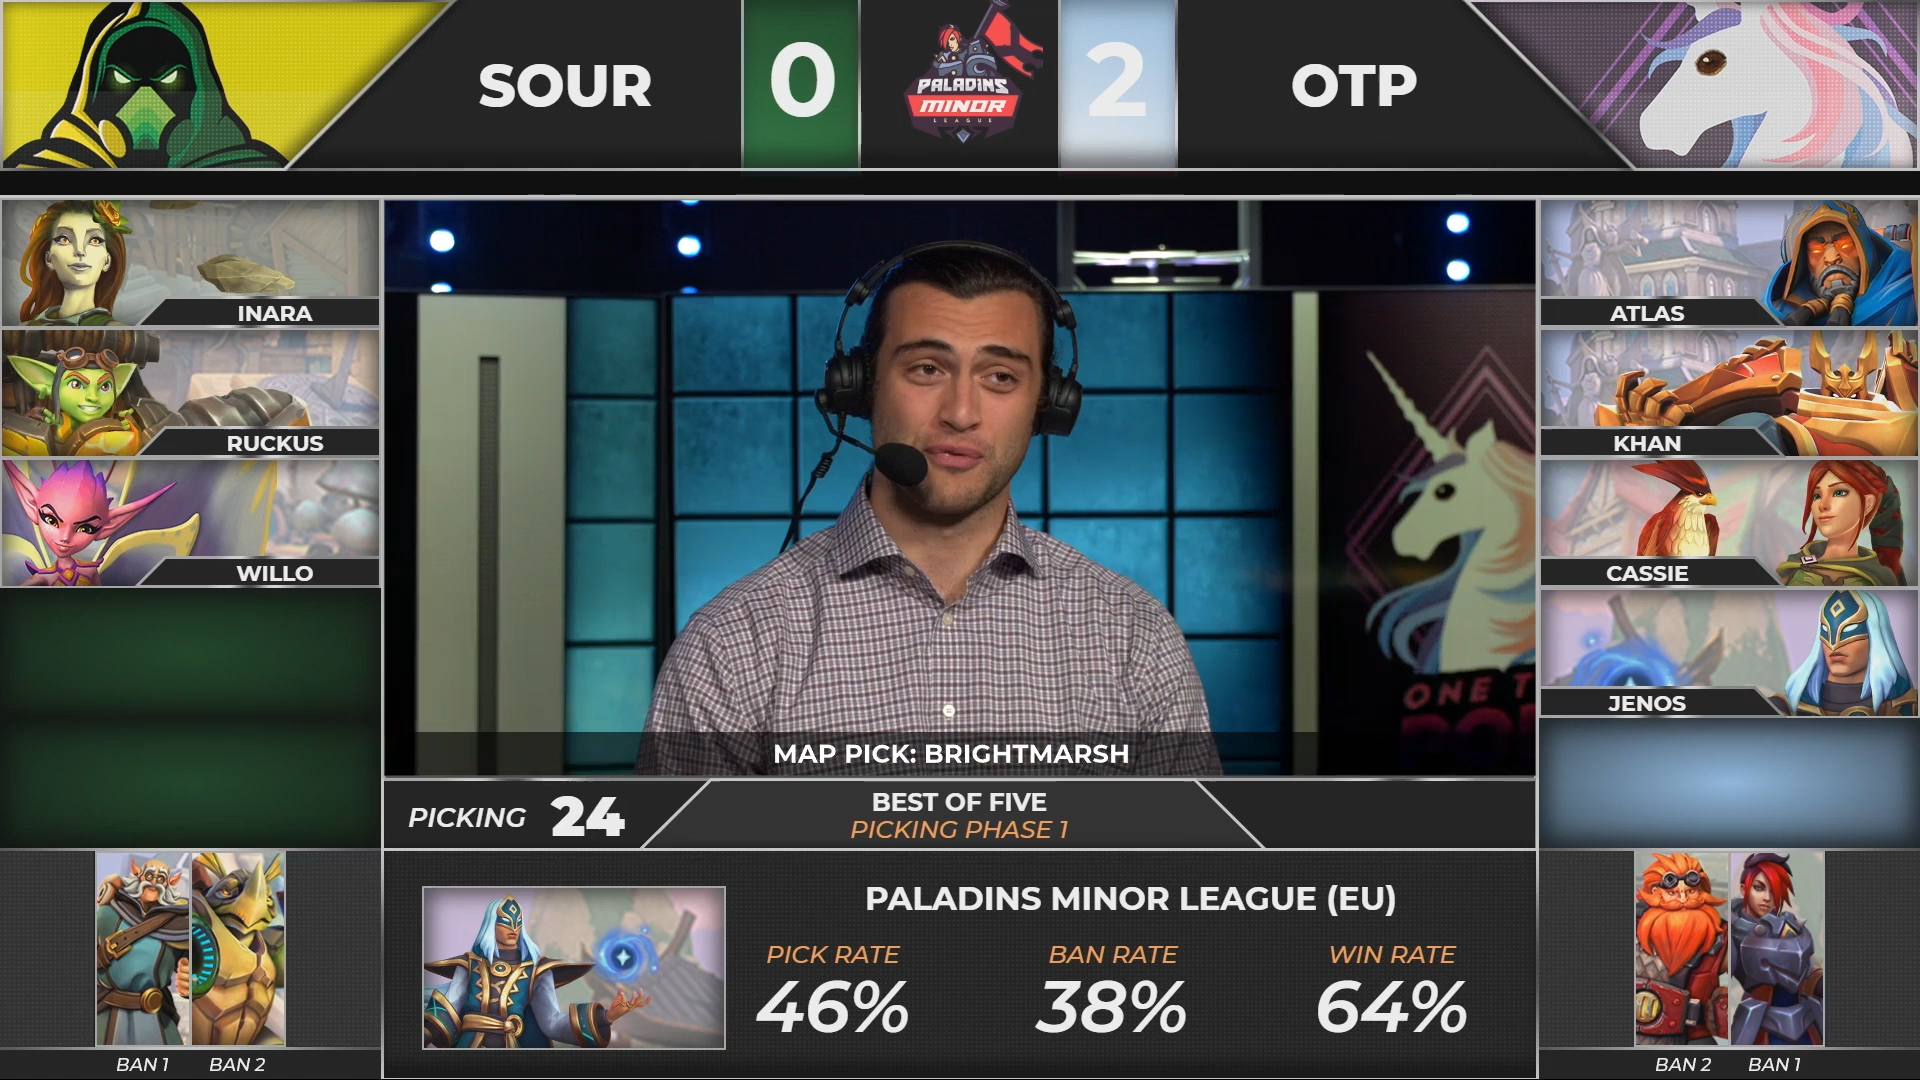 SOUR
0
PALADINS
MINOR
LEAGUE
2
OTP
INARA
RUCKUS
WILLO
ATLAS
KHAN
CASSIE
JENOS
ONE T
MAP PICK: BRIGHTMARSH
PICKING 24
BEST OF FIVE
PICKING PHASE 1
PALADINS MINOR LEAGUE (EU)
PICK RATE BAN RATE WIN RATE
46% 38% 64%
BAN 1 BAN 2
BAN 2 BAN 1